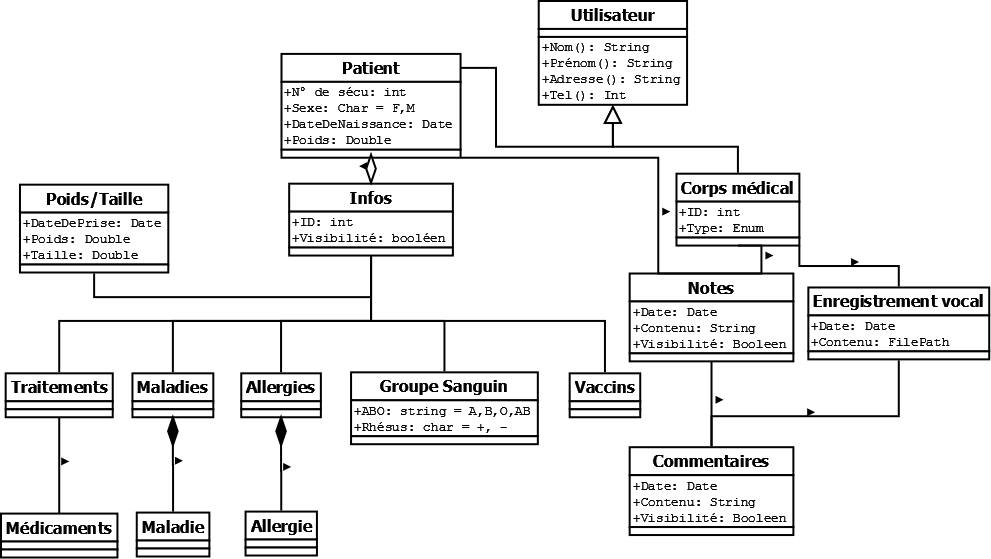 Utilisateur
+Nom(): String
+Prénom(): String
+Adresse(): String
+Tel(): Int
Patient
+N° de sécu: int
+Sexe: Char = F,M
+DateDeNaissance: Date
+Poids: Double
Poids/Taille
+DateDePrise: Date
+Poids: Double
+Taille: Double
Infos
+ID: int
+Visibilité: booléen
Corps médical
+ID: int
+Type: Enum
Notes
+Date: Date
+Contenu: String
+Visibilité: Booleen
Enregistrement vocal
+Date: Date
+Contenu: FilePath
Traitements
Maladies
Allergies
Groupe Sanguin
+ABO: string = A,B,O,AB
+Rhésus: char = +, -
Vaccins
Commentaires
+Date: Date
+Contenu: String
+Visibilité: Booleen
Médicaments
Maladie
Allergie